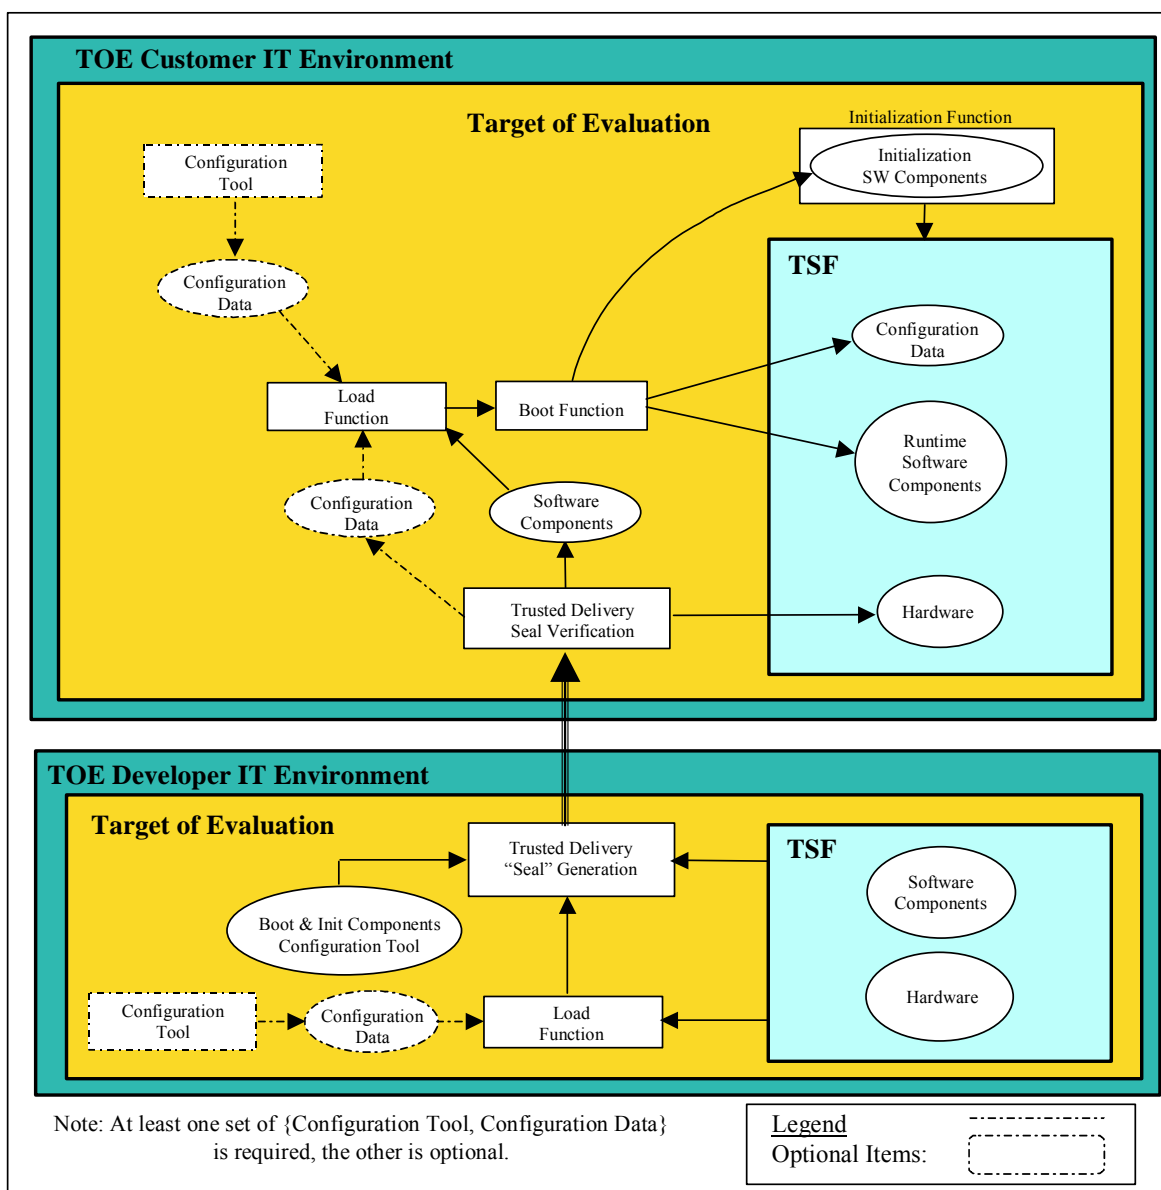 TOE Customer IT Environment
Target of Evaluation
Initialization Function
Initialization
SW Components
Configuration
Tool
TSF
Configuration
Data
Configuration
Data
Load
Function
Boot Function
Runtime
Software
Components
Configuration
Data
Software
Components
Trusted Delivery
Seal Verification
Hardware
TOE Developer IT Environment
Target of Evaluation
Trusted Delivery
“Seal” Generation
TSF
Software
Components
Boot & Init Components
Configuration Tool
Hardware
Configuration
Tool
Configuration
Data
Load
Function
Note: At least one set of {Configuration Tool, Configuration Data}
is required, the other is optional.
Legend
Optional Items: